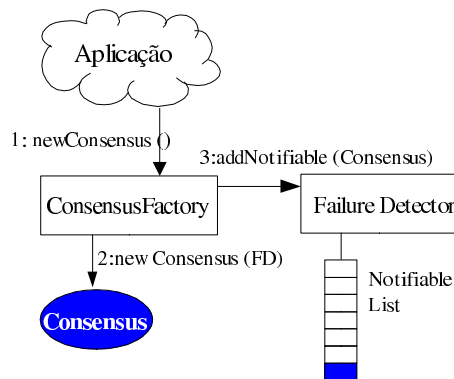 Aplicação
1: newConsensus ()
3:addNotifiable (Consensus)
ConsensusFactory
Failure Detector
2:new Consensus (FD)
Notifiable
List
Consensus